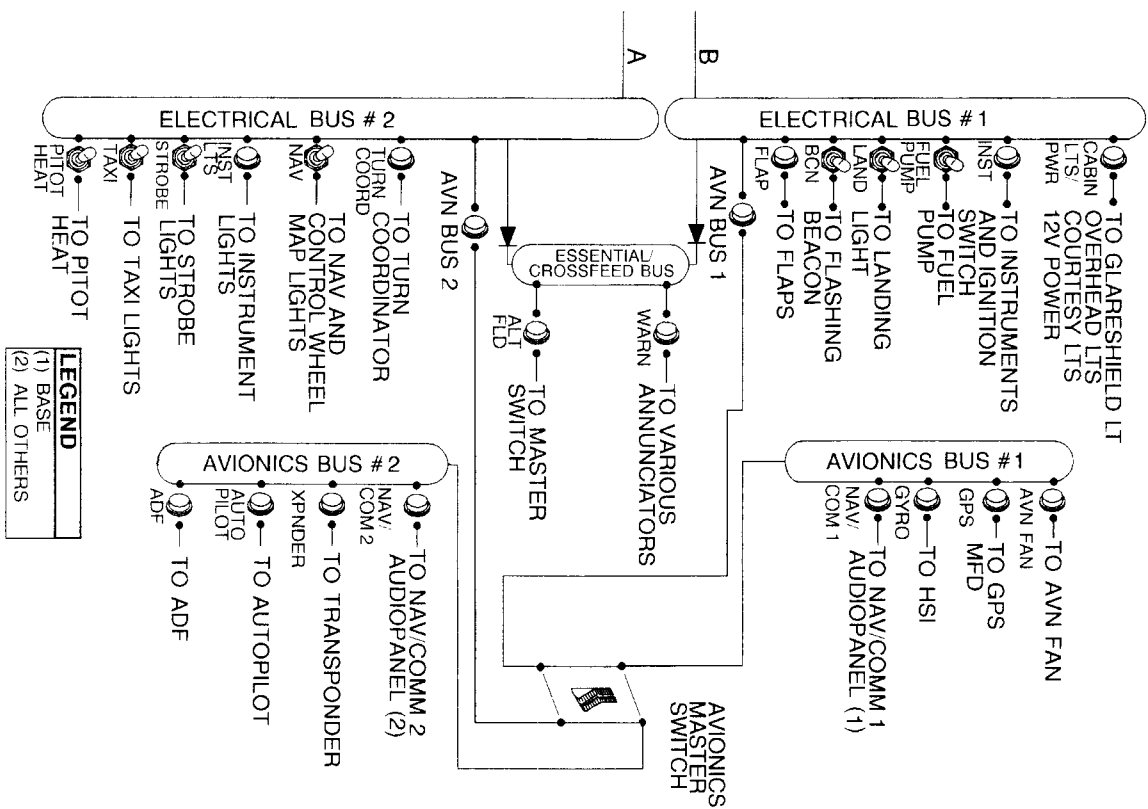 A
B
ELECTRICAL BUS #2
ELECTRICAL BUS #1
PITOT
HEAT
TO PITOT
HEAT
TAXI
TO TAXI LIGHTS
STROBE
TO STROBE
LIGHTS
INST
LTS
TO INSTRUMENT
LIGHTS
NAV
TO NAV AND
CONTROL WHEEL
MAP LIGHTS
TURN
COORD
TO TURN
COORDINATOR
AVN BUS 2
ESSENTIAL/
CROSSFEED BUS
ALT
FLD
TO MASTER
SWITCH
WARN
TO VARIOUS
ANNUNCIATORS
AVN BUS 1
FLAP
TO FLAPS
BCN
TO FLASHING
BEACON
LAND
TO LANDING
LIGHT
FUEL
PUMP
TO FUEL
PUMP
INST
TO INSTRUMENTS
AND IGNITION
SWITCH
CABIN
LTS/
PWR
TO GLARESHIELD LT
OVERHEAD LTS
COURTESY LTS
12V POWER
LEGEND
(1) BASE
(2) ALL OTHERS
AVIONICS BUS #2
ADF
TO ADF
AUTO
PILOT
TO AUTOPILOT
XPNDER
TO TRANSPONDER
NAV/
COM 2
TO NAV/COMM 2
AUDIOPANEL (2)
AVIONICS BUS #1
NAV/
COM 1
TO NAV/COMM 1
AUDIOPANEL (1)
GYRO
TO HSI
GPS
TO GPS
MFD
AVN FAN
TO AVN FAN
AVIONICS
MASTER
SWITCH